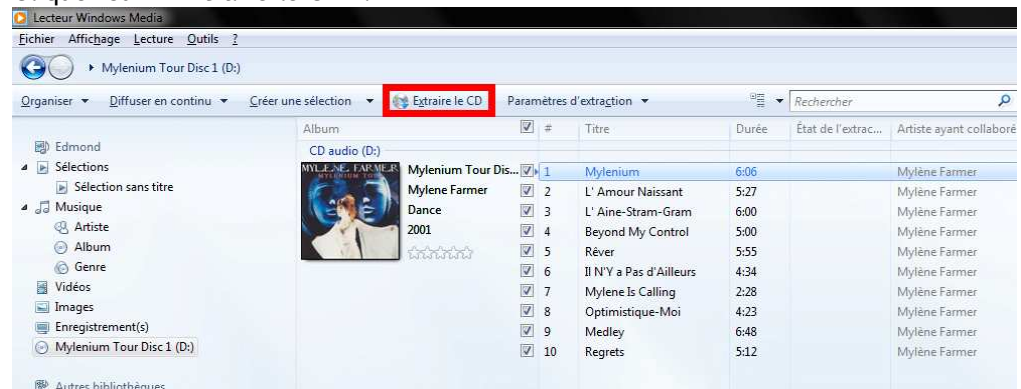 Lecteur Windows Media
Fichier Affichage Lecture Outils ?
Mylenium Tour Disc 1 (D:)
Organiser Diffuser en continu Créer une sélection Extraire le CD Paramètres d'extraction Rechercher
Album # Titre Durée État de l'extrac... Artiste ayant collaboré
Edmond
Sélections
Sélection sans titre
Musique
Artiste
Album
Genre
Vidéos
Images
Enregistrement(s)
Mylenium Tour Disc 1 (D:)
Autres bibliothèques
CD audio (D:)
MYLENE FARMER
MYLENIUM TOUR
Mylenium Tour Dis...
Mylene Farmer
Dance
2001
1 Mylenium 6:06 Mylène Farmer
2 L' Amour Naissant 5:27 Mylène Farmer
3 L' Aine-Stram-Gram 6:00 Mylène Farmer
4 Beyond My Control 5:00 Mylène Farmer
5 Rêver 5:55 Mylène Farmer
6 Il N'Y a Pas d'Ailleurs 4:34 Mylène Farmer
7 Mylene Is Calling 2:28 Mylène Farmer
8 Optimistique-Moi 4:23 Mylène Farmer
9 Medley 6:48 Mylène Farmer
10 Regrets 5:12 Mylène Farmer